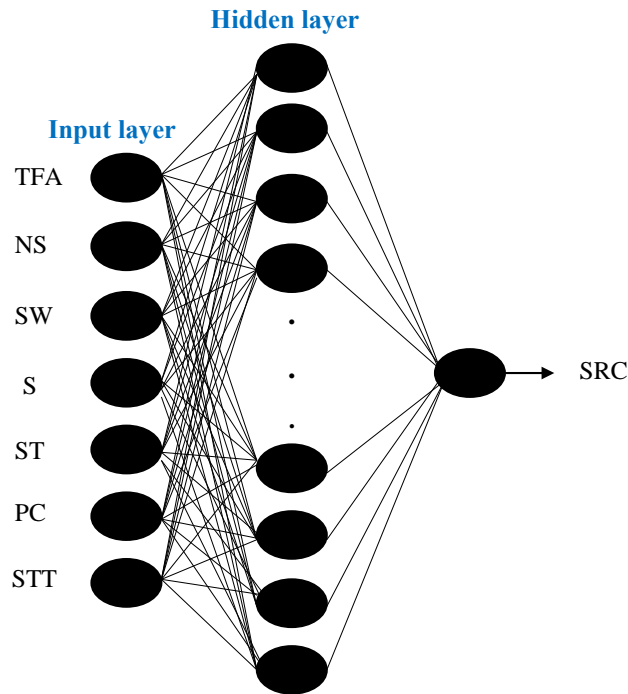 Hidden layer
Input layer
TFA
NS
SW
S
ST
PC
STT
SRC